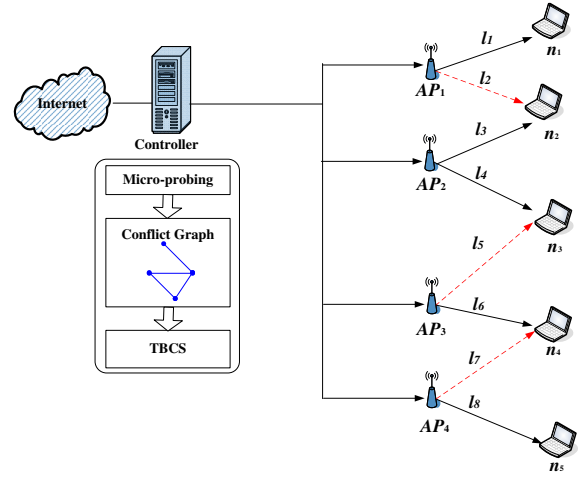 Internet
Controller
Micro-probing
Conflict Graph
TBCS
AP1
AP2
AP3
AP4
l1
l2
l3
l4
l5
l6
l7
l8
n1
n2
n3
n4
n5